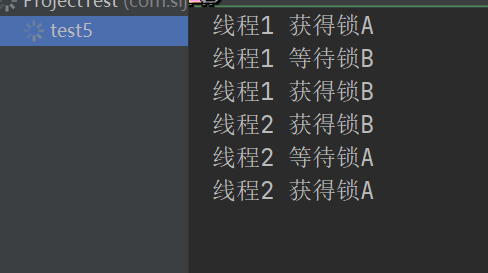 ProjectTest (com.sij
test5
线程1 获得锁A
线程1 等待锁B
线程1 获得锁B
线程2 获得锁B
线程2 等待锁A
线程2 获得锁A